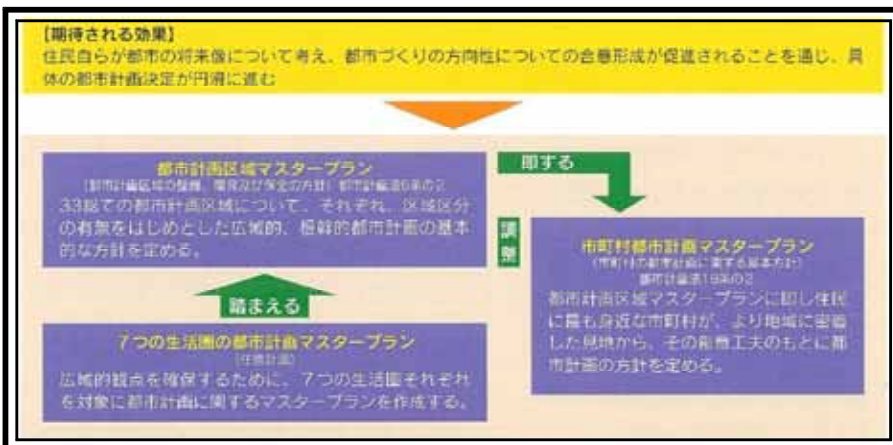 【期待される効果】
住民自らが都市の将来像について考え、都市づくりの方向性についての合意形成が促進されることを通じ、具
体の都市計画決定が円滑に進む
都市計画区域マスタープラン
(都市計画区域の整備、開発及び保全の方針)都市計画法6条の2
33総ての都市計画区域について、それぞれ、区域区分
の有無をはじめとした広域的、根幹的都市計画の基本
的な方針を定める。
即する
調整
市町村都市計画マスタープラン
(市町村の都市計画に関する基本方針)
都市計画法18条の2
都市計画区域マスタープランに即し住民
に最も身近な市町村が、より地域に密着
した見地から、その創意工夫のもとに都
市計画の方針を定める。
踏まえる
7つの生活圏の都市計画マスタープラン
(任意計画)
広域的観点を確保するために、7つの生活圏それぞれ
を対象に都市計画に関するマスタープランを作成する。